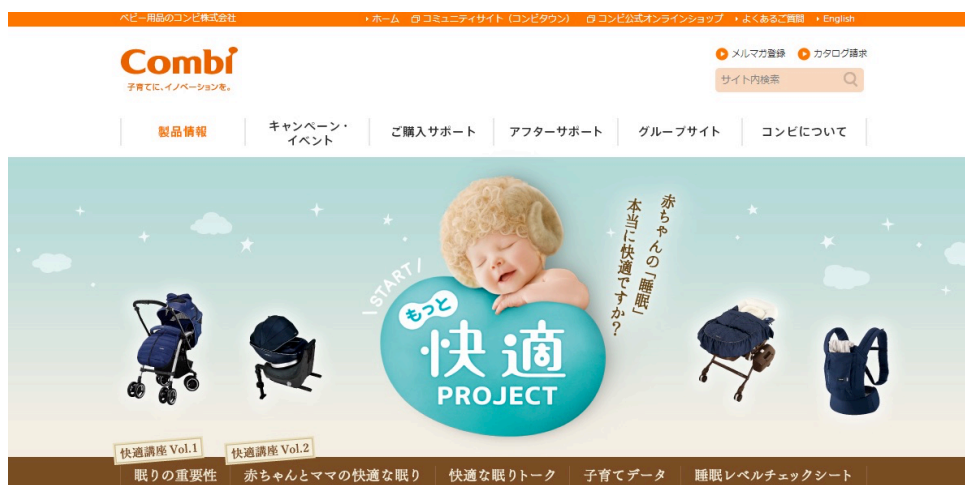 ベビー用品のコンビ株式会社
ホーム
コミュニティサイト（コンビタウン）
コンビ公式オンラインショップ
よくあるご質問
English
Combi
子育てに、イノベーションを。
メルマガ登録
カタログ請求
サイト内検索
製品情報
キャンペーン・
イベント
ご購入サポート
アフターサポート
グループサイト
コンビについて
赤ちゃんの「睡眠」
本当に快適ですか？
START
もっと
快適
PROJECT
快適講座 Vol.1
快適講座 Vol.2
眠りの重要性
赤ちゃんとママの快適な眠り
快適な眠りトーク
子育てデータ
睡眠レベルチェックシート